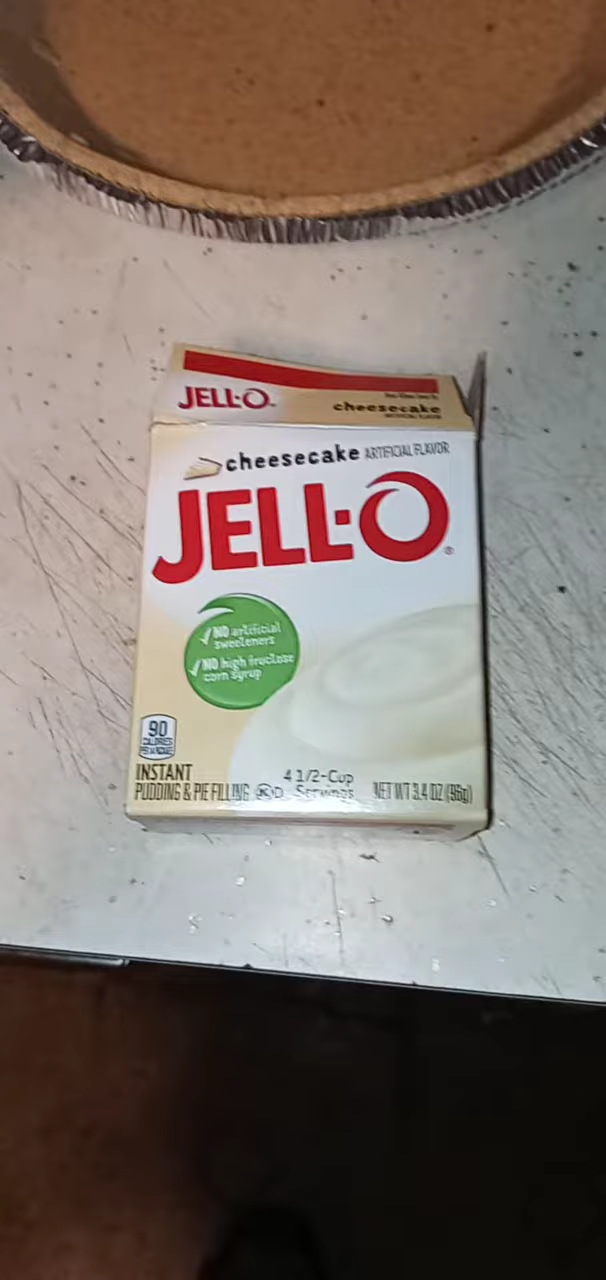 JELL-O
cheesecake
cheesecake ARTIFICIAL FLAVOR
JELL-O®
NO artificial
sweeteners
NO high fructose
corn syrup
90
CALORIES
INSTANT
PUDDING & PIE FILLING
4 1/2-Cup
Servings
NET WT 3.4 OZ (96g)